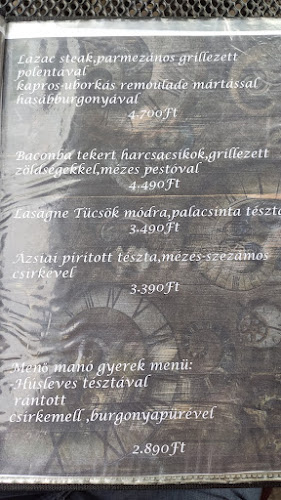 Lazac steak,parmezános grillezett
polentával
kapros-uborkás remoulade mártással
hasábburgonyával
4.700Ft
Baconba tekert harcsacsíkok,grillezett
zöldségekkel,mézes pestóval
4.490Ft
Lasagne Tücsök módra,palacsinta tészta
3.490Ft
Ázsiai pirított tészta,mézes-szezámos
csirkével
3.390Ft
Menő manó gyerek menü:
-Húsleves tésztával
rántott
csirkemell ,burgonyapürével
2.890Ft